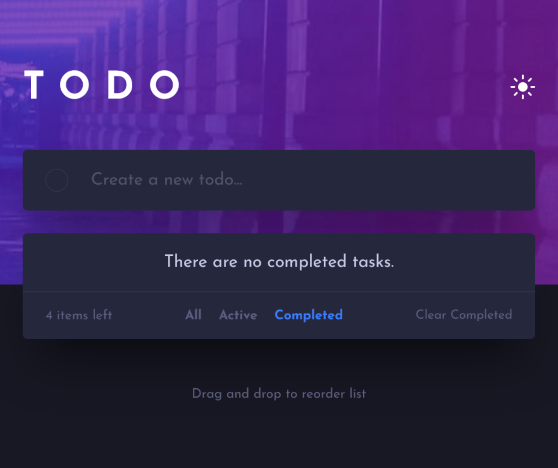 TODO
Create a new todo...
There are no completed tasks.
4 items left All Active Completed Clear Completed
Drag and drop to reorder list